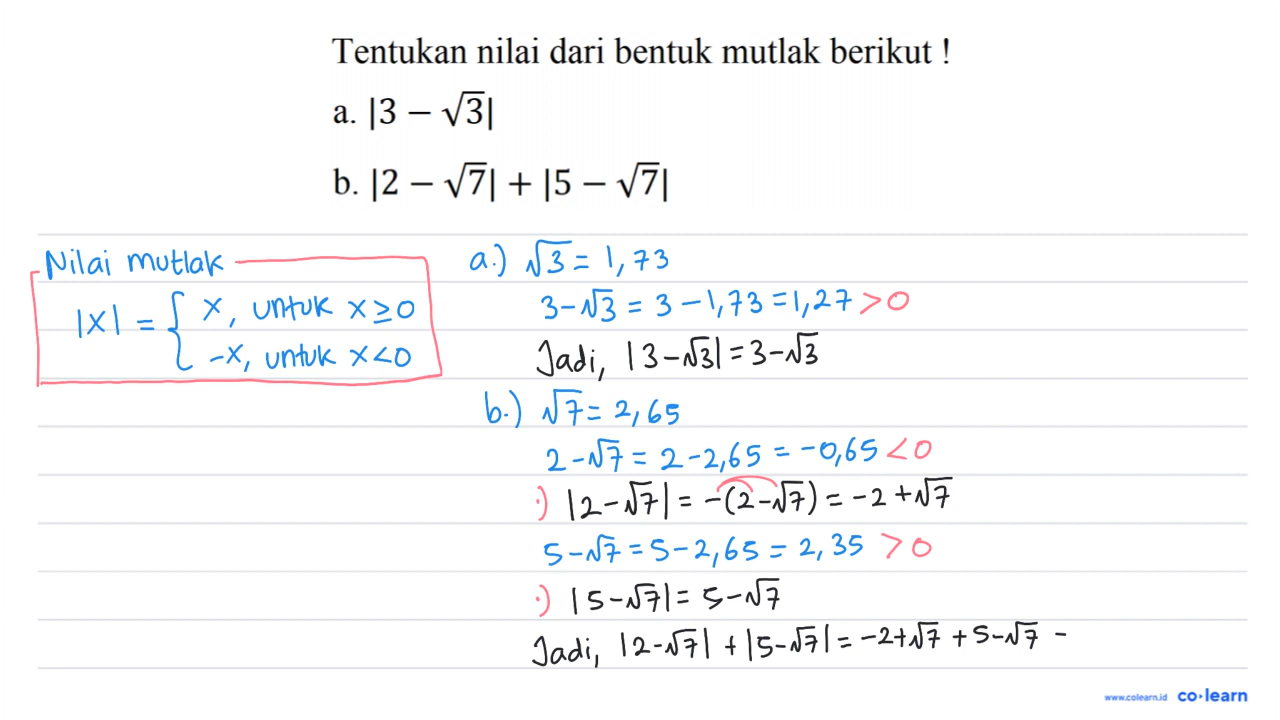 Tentukan nilai dari bentuk mutlak berikut !
a. |3 − √3|
b. |2 − √7| + |5 − √7|
Nilai mutlak
|x| = { x, untuk x ≥ 0
-x, untuk x < 0
a.) √3 = 1,73
3 - √3 = 3 - 1,73 = 1,27 > 0
Jadi, |3 - √3| = 3 - √3
b.) √7 = 2,65
2 - √7 = 2 - 2,65 = -0,65 < 0
·) |2 - √7| = -(2 - √7) = -2 + √7
5 - √7 = 5 - 2,65 = 2,35 > 0
·) |5 - √7| = 5 - √7
Jadi, |2 - √7| + |5 - √7| = -2 + √7 + 5 - √7 -
www.colearn.id co·learn